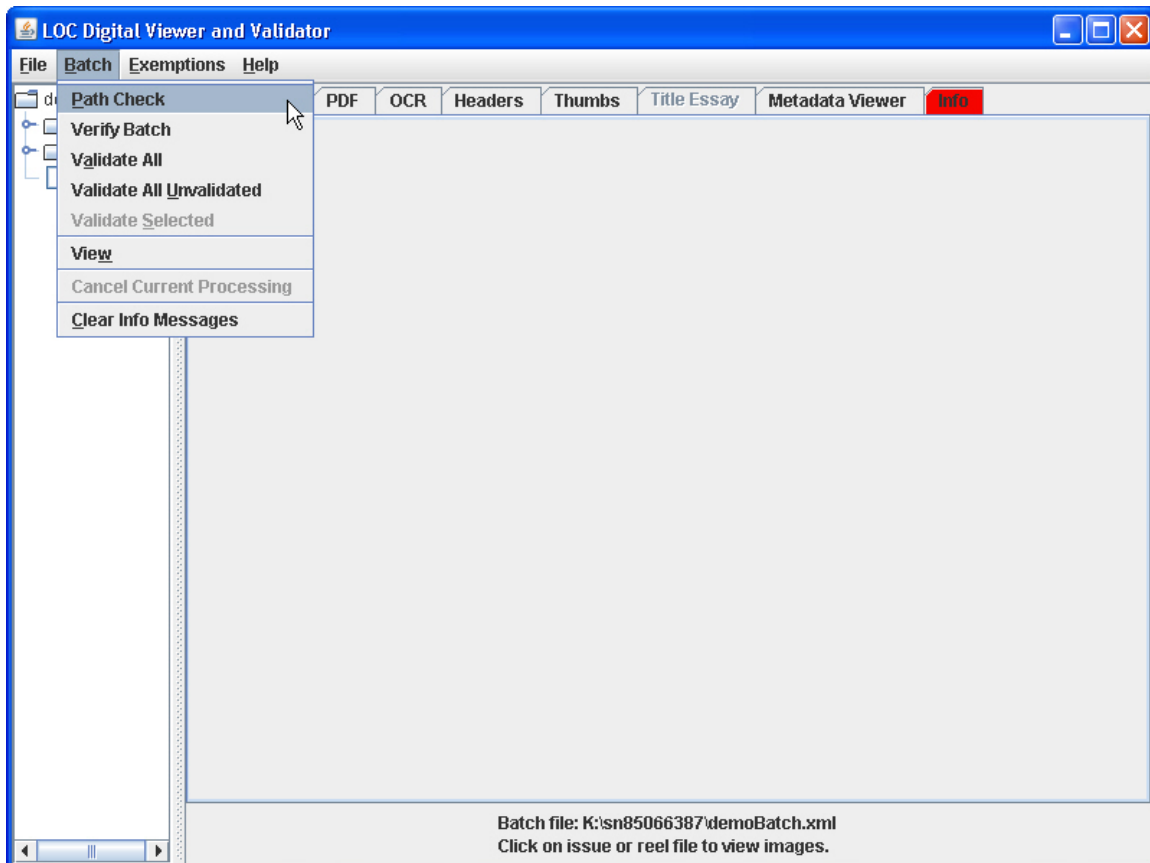 LOC Digital Viewer and Validator
File Batch Exemptions Help
PDF OCR Headers Thumbs Title Essay Metadata Viewer Info
Path Check
Verify Batch
Validate All
Validate All Unvalidated
Validate Selected
View
Cancel Current Processing
Clear Info Messages
Batch file: K:\sn85066387\demoBatch.xml
Click on issue or reel file to view images.